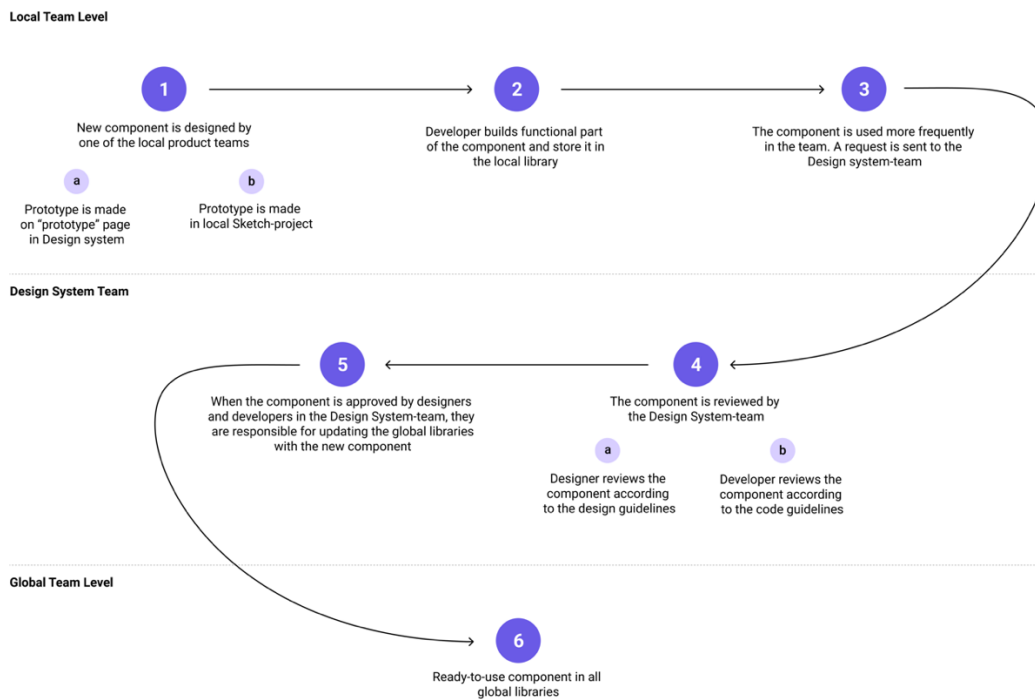 Local Team Level
1
2
3
New component is designed by
one of the local product teams
Developer builds functional part
of the component and store it in
the local library
The component is used more frequently
in the team. A request is sent to the
Design system-team
a
b
Prototype is made
on “prototype” page
in Design system
Prototype is made
in local Sketch-project
Design System Team
5
4
When the component is approved by designers
and developers in the Design System-team, they
are responsible for updating the global libraries
with the new component
The component is reviewed by
the Design System-team
a
b
Designer reviews the
component according
to the design guidelines
Developer reviews the
component according
to the code guidelines
Global Team Level
6
Ready-to-use component in all
global libraries